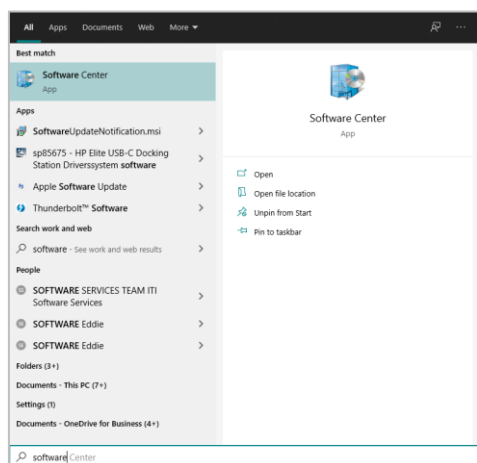 All Apps Documents Web More ▾ ···
Best match
Software Center
App
Apps
SoftwareUpdateNotification.msi
sp85675 - HP Elite USB-C Docking
Station Driverssystem software
Apple Software Update
Thunderbolt™ Software
Search work and web
software - See work and web results
People
SOFTWARE SERVICES TEAM ITI
Software Services
SOFTWARE Eddie
SOFTWARE Eddie
Folders (3+)
Documents - This PC (7+)
Settings (1)
Documents - OneDrive for Business (4+)
software Center
Software Center
App
Open
Open file location
Unpin from Start
Pin to taskbar